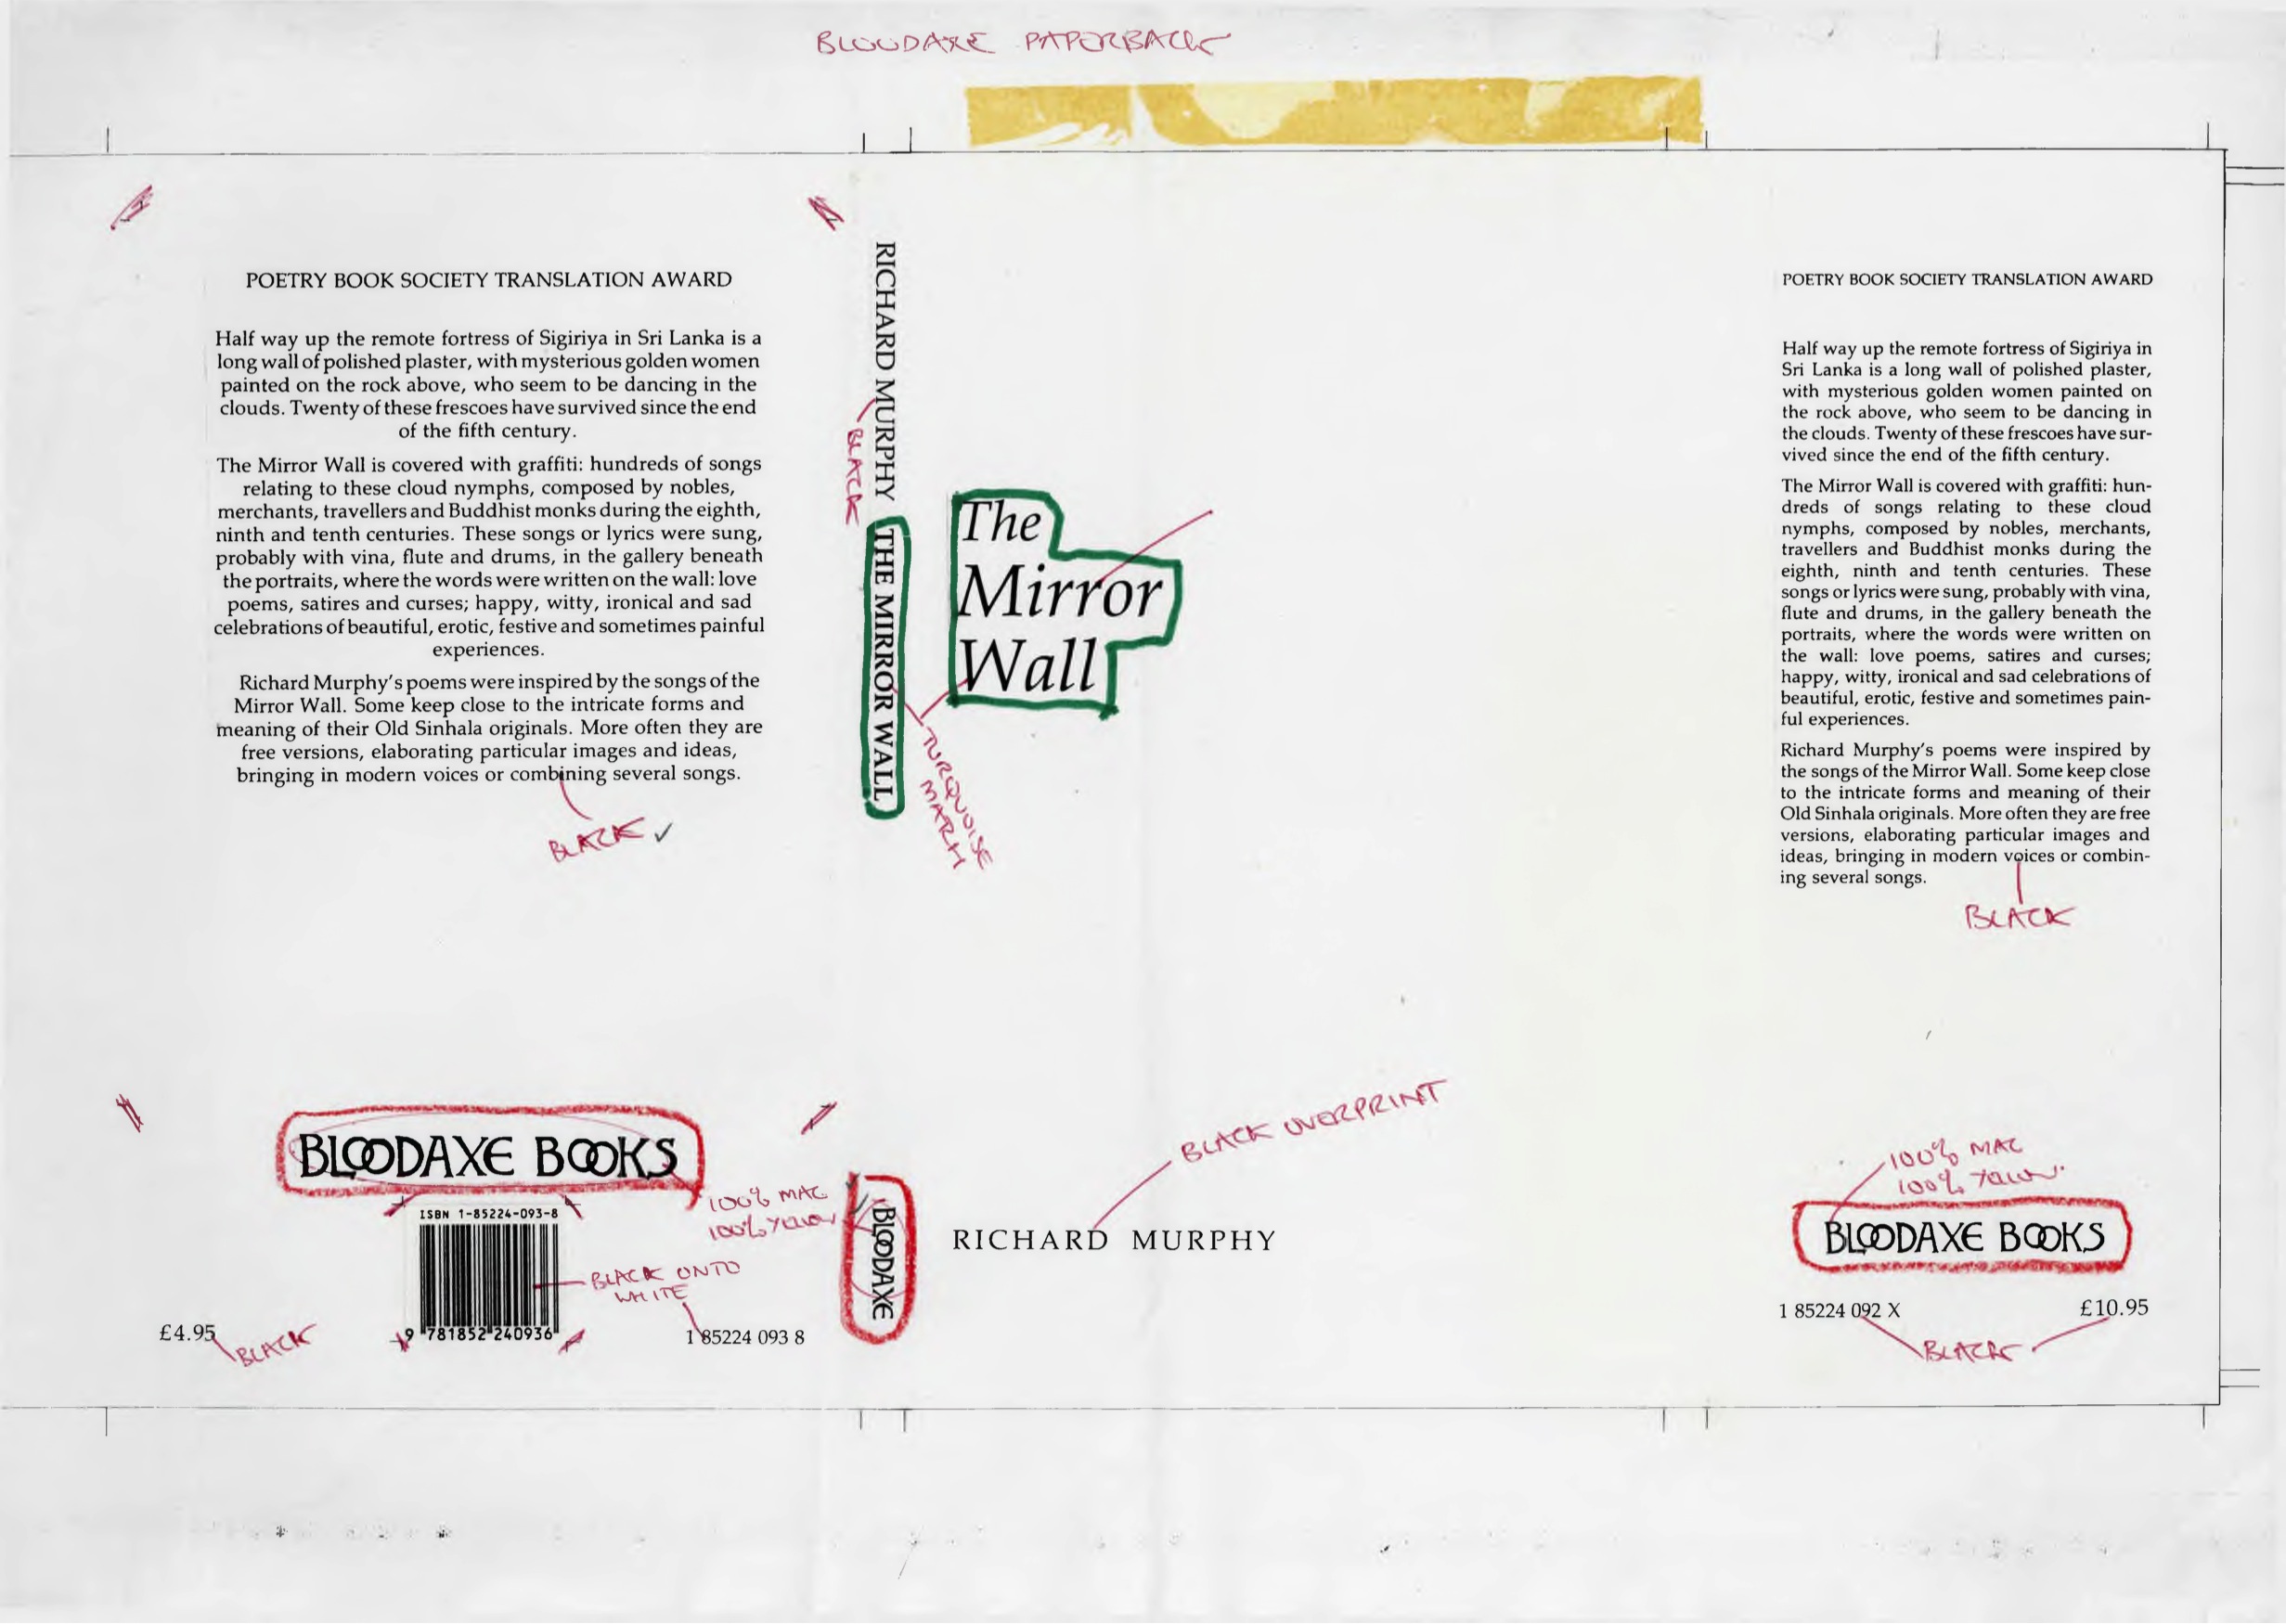 BLOODAXE PAPERBACK
POETRY BOOK SOCIETY TRANSLATION AWARD
Half way up the remote fortress of Sigiriya in Sri Lanka is a
long wall of polished plaster, with mysterious golden women
painted on the rock above, who seem to be dancing in the
clouds. Twenty of these frescoes have survived since the end
of the fifth century.
The Mirror Wall is covered with graffiti: hundreds of songs
relating to these cloud nymphs, composed by nobles,
merchants, travellers and Buddhist monks during the eighth,
ninth and tenth centuries. These songs or lyrics were sung,
probably with vina, flute and drums, in the gallery beneath
the portraits, where the words were written on the wall: love
poems, satires and curses; happy, witty, ironical and sad
celebrations of beautiful, erotic, festive and sometimes painful
experiences.
Richard Murphy's poems were inspired by the songs of the
Mirror Wall. Some keep close to the intricate forms and
meaning of their Old Sinhala originals. More often they are
free versions, elaborating particular images and ideas,
bringing in modern voices or combining several songs.
BLACK ✓
BLOODAXE BOOKS
100% MAG
100% YELLOW
ISBN 1-85224-093-8
BLACK ONTO
WHITE
9 781852 240936
£4.95
BLACK
1 85224 093 8
RICHARD MURPHY THE MIRROR WALL
BLACK
BLOODAXE
The
Mirror
Wall
TURQUOISE
MARH
BLACK OVERPRINT
RICHARD MURPHY
POETRY BOOK SOCIETY TRANSLATION AWARD
Half way up the remote fortress of Sigiriya in
Sri Lanka is a long wall of polished plaster,
with mysterious golden women painted on
the rock above, who seem to be dancing in
the clouds. Twenty of these frescoes have sur-
vived since the end of the fifth century.
The Mirror Wall is covered with graffiti: hun-
dreds of songs relating to these cloud
nymphs, composed by nobles, merchants,
travellers and Buddhist monks during the
eighth, ninth and tenth centuries. These
songs or lyrics were sung, probably with vina,
flute and drums, in the gallery beneath the
portraits, where the words were written on
the wall: love poems, satires and curses;
happy, witty, ironical and sad celebrations of
beautiful, erotic, festive and sometimes pain-
ful experiences.
Richard Murphy's poems were inspired by
the songs of the Mirror Wall. Some keep close
to the intricate forms and meaning of their
Old Sinhala originals. More often they are free
versions, elaborating particular images and
ideas, bringing in modern voices or combin-
ing several songs.
BLACK
100% MAG
100% YELLOW
BLOODAXE BOOKS
1 85224 092 X
£10.95
BLACK